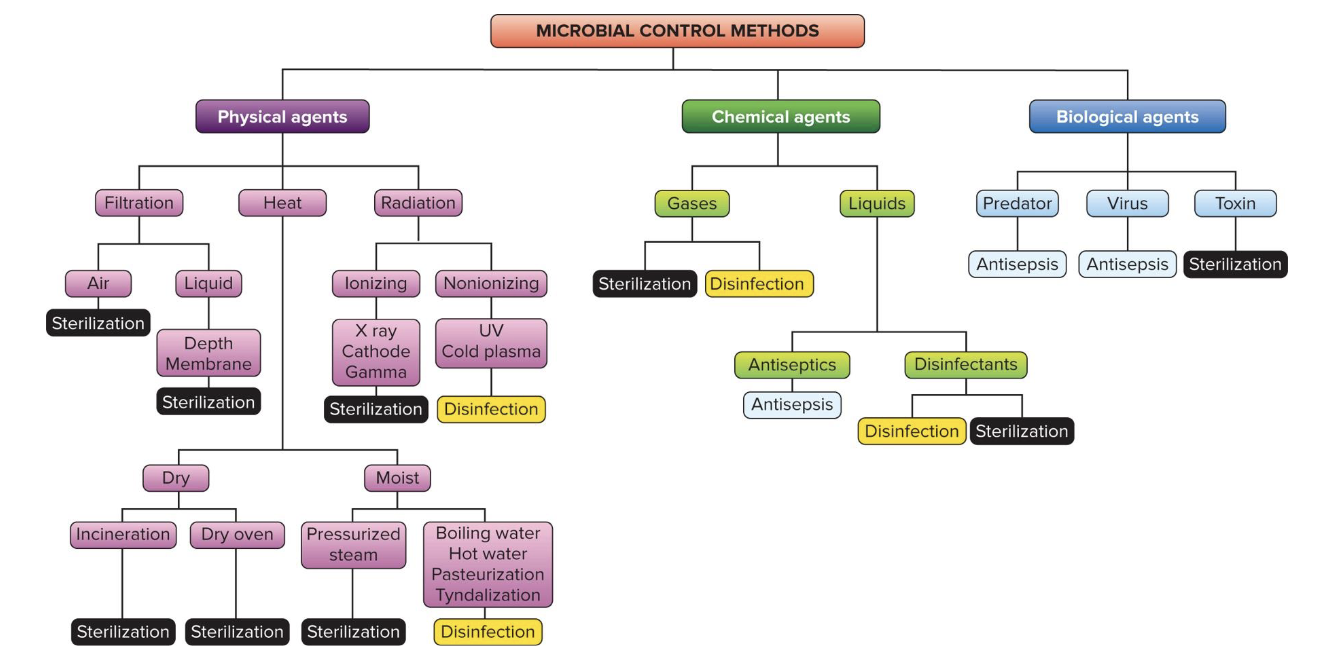 MICROBIAL CONTROL METHODS
Physical agents
Chemical agents
Biological agents
Filtration
Heat
Radiation
Gases
Liquids
Predator
Virus
Toxin
Antisepsis
Antisepsis
Sterilization
Air
Liquid
Ionizing
Nonionizing
Sterilization
Disinfection
Sterilization
Depth
Membrane
Sterilization
X ray
Cathode
Gamma
Sterilization
UV
Cold plasma
Disinfection
Antiseptics
Disinfectants
Antisepsis
Disinfection
Sterilization
Dry
Moist
Incineration
Dry oven
Pressurized
steam
Boiling water
Hot water
Pasteurization
Tyndalization
Sterilization
Sterilization
Sterilization
Disinfection